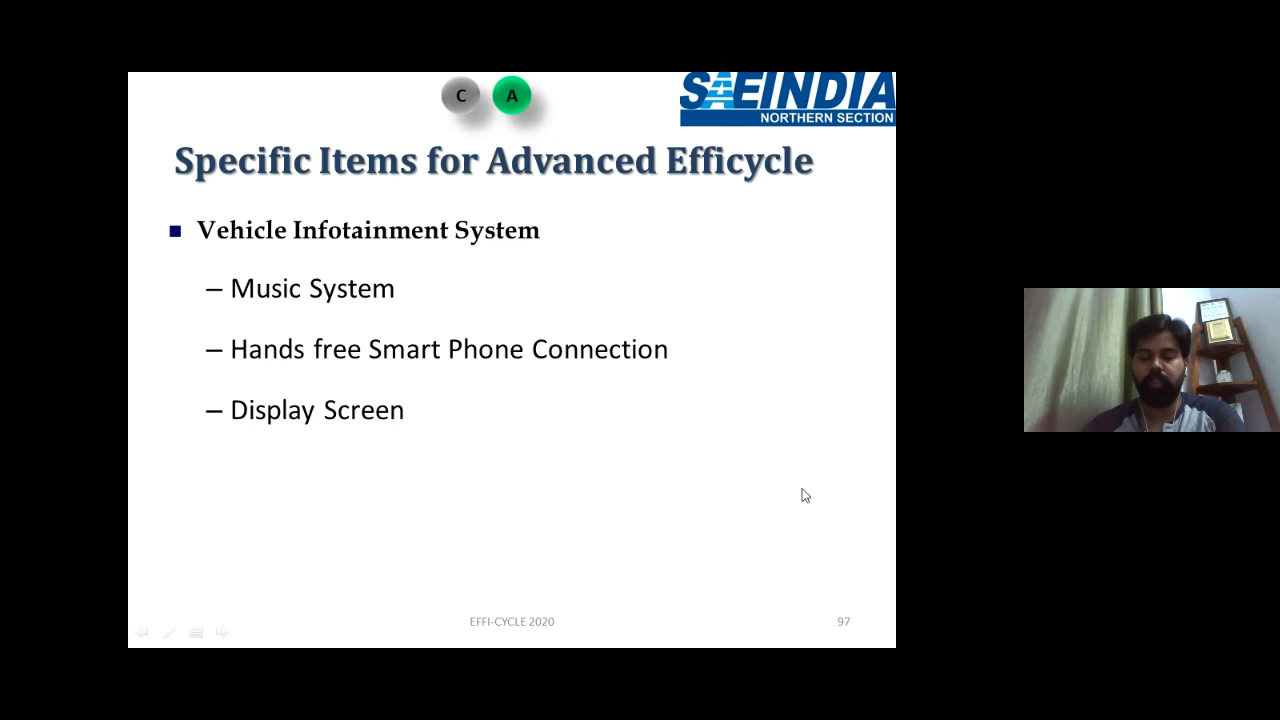 C A
SAEINDIA
NORTHERN SECTION
Specific Items for Advanced Efficycle
Vehicle Infotainment System
– Music System
– Hands free Smart Phone Connection
– Display Screen
EFFI-CYCLE 2020
97